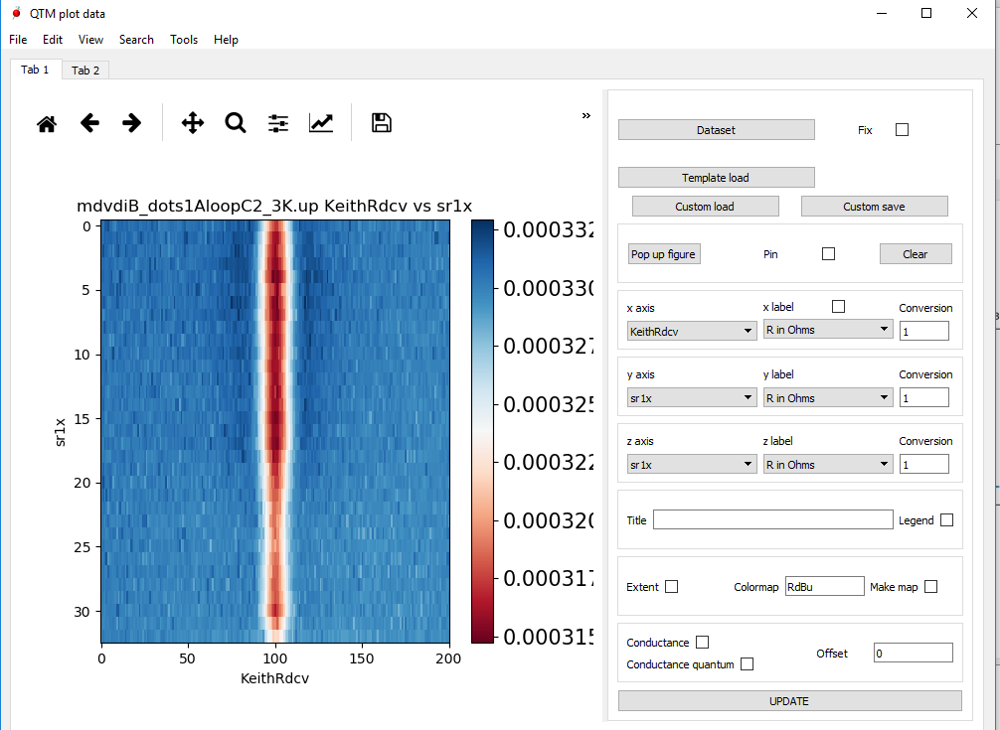 QTM plot data
File Edit View Search Tools Help
Tab 1 Tab 2
»
mdvdiB_dots1AloopC2_3K.up KeithRdcv vs sr1x
0
5
10
15
20
25
30
sr1x
0 50 100 150 200
KeithRdcv
0.000332
0.000330
0.000327
0.000325
0.000322
0.000320
0.000317
0.000315
Dataset Fix
Template load
Custom load Custom save
Pop up figure Pin Clear
x axis x label Conversion
KeithRdcv R in Ohms 1
y axis y label Conversion
sr1x R in Ohms 1
z axis z label Conversion
sr1x R in Ohms 1
Title Legend
Extent Colormap RdBu Make map
Conductance
Conductance quantum Offset 0
UPDATE